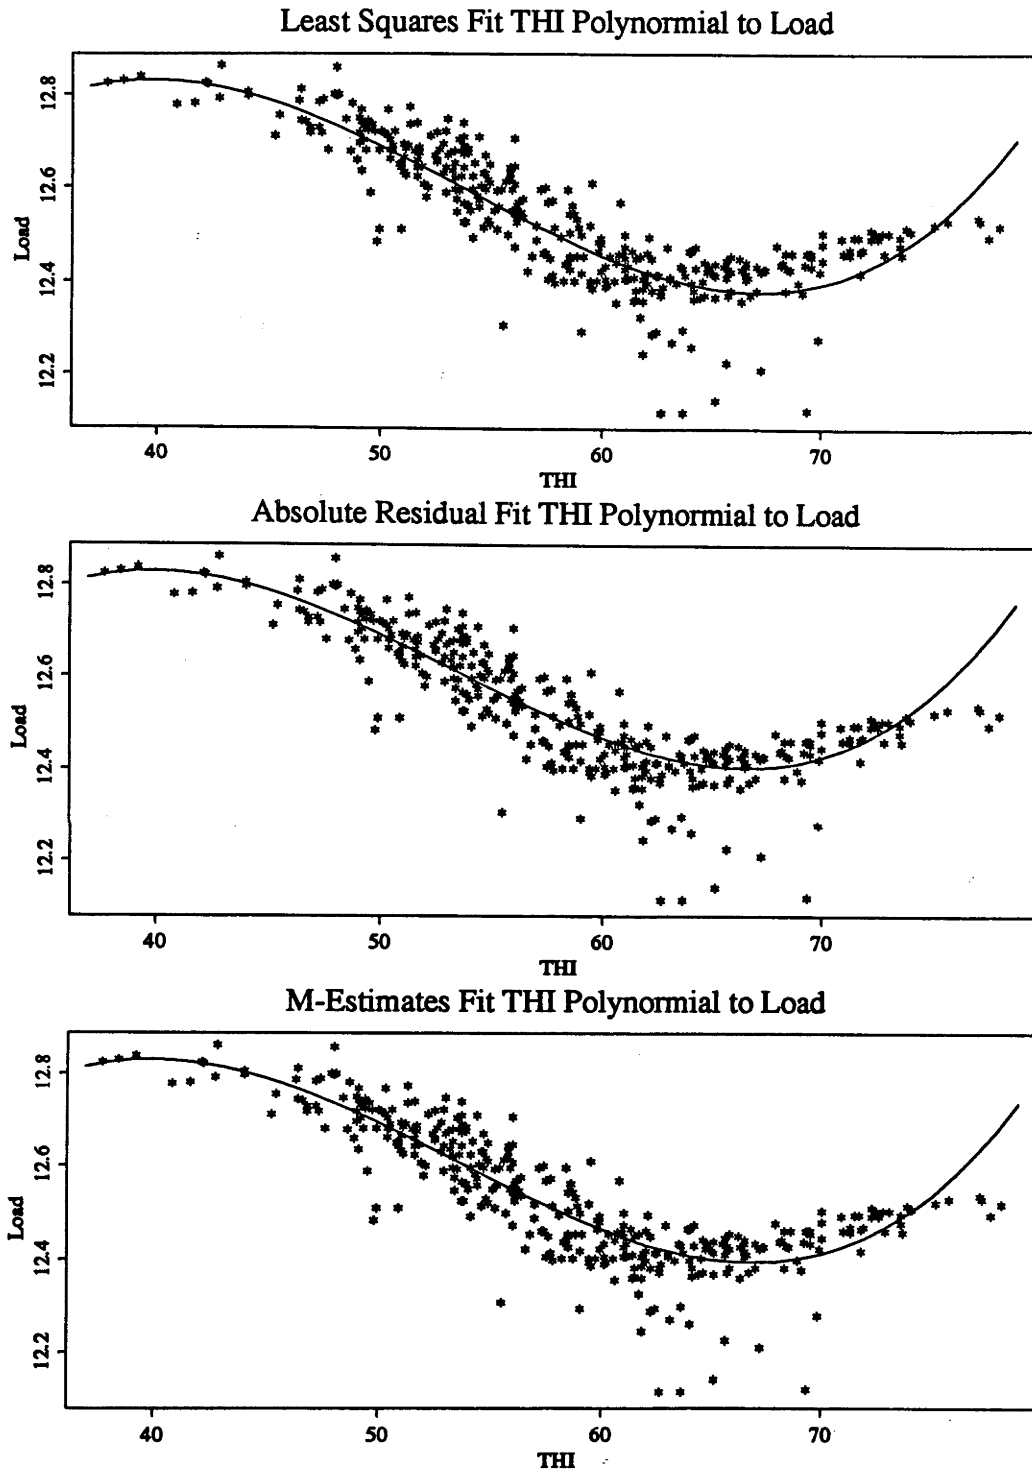 Least Squares Fit THI Polynormial to Load
12.8
12.6
12.4
12.2
Load
40 50 60 70
THI
Absolute Residual Fit THI Polynormial to Load
12.8
12.6
12.4
12.2
Load
40 50 60 70
THI
M-Estimates Fit THI Polynormial to Load
12.8
12.6
12.4
12.2
Load
40 50 60 70
THI